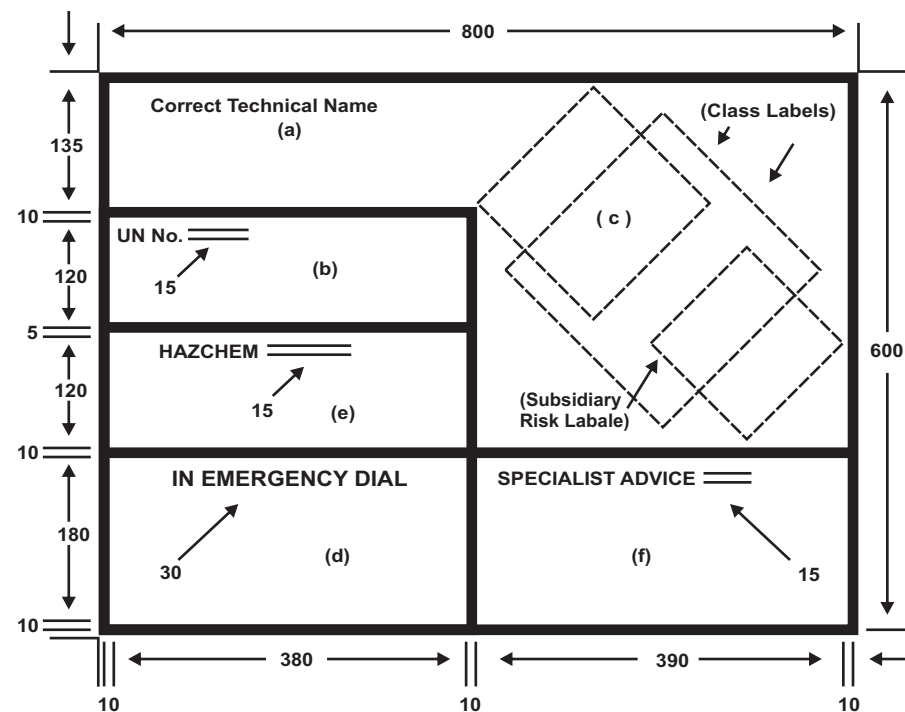 800
Correct Technical Name
(a)
(Class Labels)
135
( c )
10
UN No.
(b)
120
15
5
HAZCHEM
600
120
15
(e)
(Subsidiary
Risk Labale)
10
IN EMERGENCY DIAL
SPECIALIST ADVICE
180
(d)
(f)
30
15
10
380
390
10
10
10